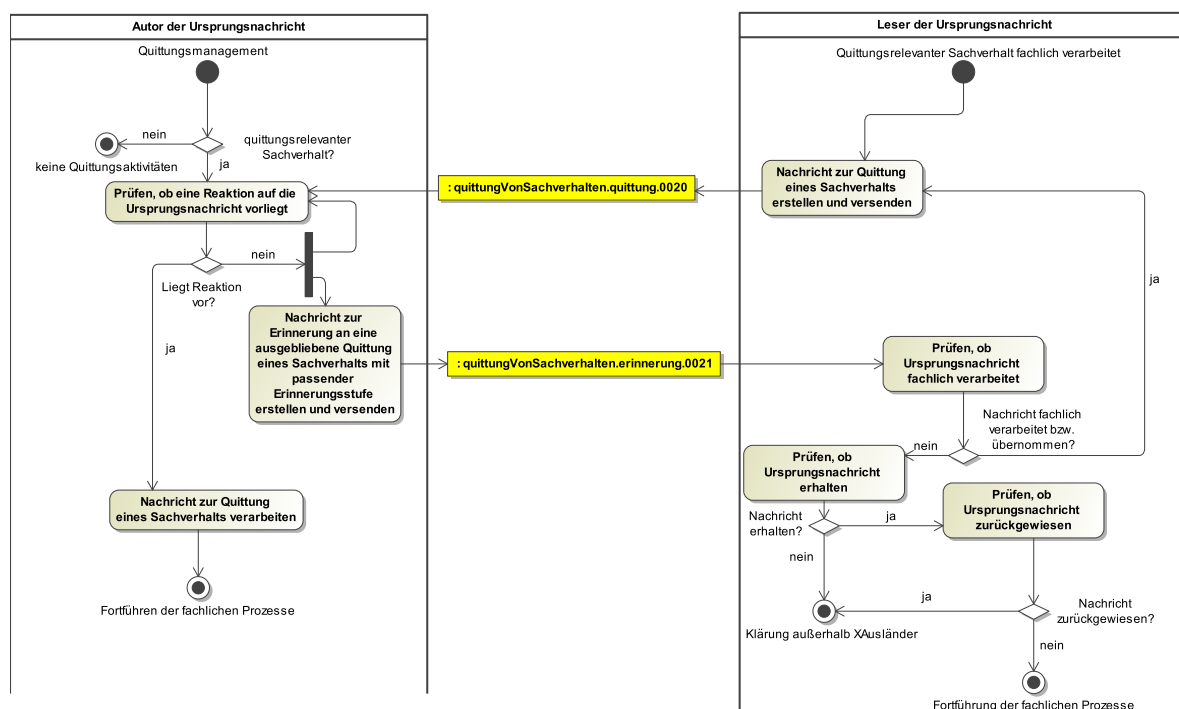 Autor der Ursprungsnachricht
Quittungsmanagement
nein
quittungsrelevanter
Sachverhalt?
keine Quittungsaktivitäten
ja
Prüfen, ob eine Reaktion auf die
Ursprungsnachricht vorliegt
nein
Liegt Reaktion
vor?
ja
Nachricht zur
Erinnerung an eine
ausgebliebene Quittung
eines Sachverhalts mit
passender
Erinnerungsstufe
erstellen und versenden
Nachricht zur Quittung
eines Sachverhalts verarbeiten
Fortführen der fachlichen Prozesse
: quittungVonSachverhalten.quittung.0020
: quittungVonSachverhalten.erinnerung.0021
Leser der Ursprungsnachricht
Quittungsrelevanter Sachverhalt fachlich verarbeitet
Nachricht zur Quittung
eines Sachverhalts
erstellen und versenden
ja
Prüfen, ob
Ursprungsnachricht
fachlich verarbeitet
Nachricht fachlich
verarbeitet bzw.
übernommen?
nein
Prüfen, ob
Ursprungsnachricht
erhalten
Prüfen, ob
Ursprungsnachricht
zurückgewiesen
Nachricht
erhalten?
ja
nein
ja
Nachricht
zurückgewiesen?
Klärung außerhalb XAusländer
nein
Fortführung der fachlichen Prozesse